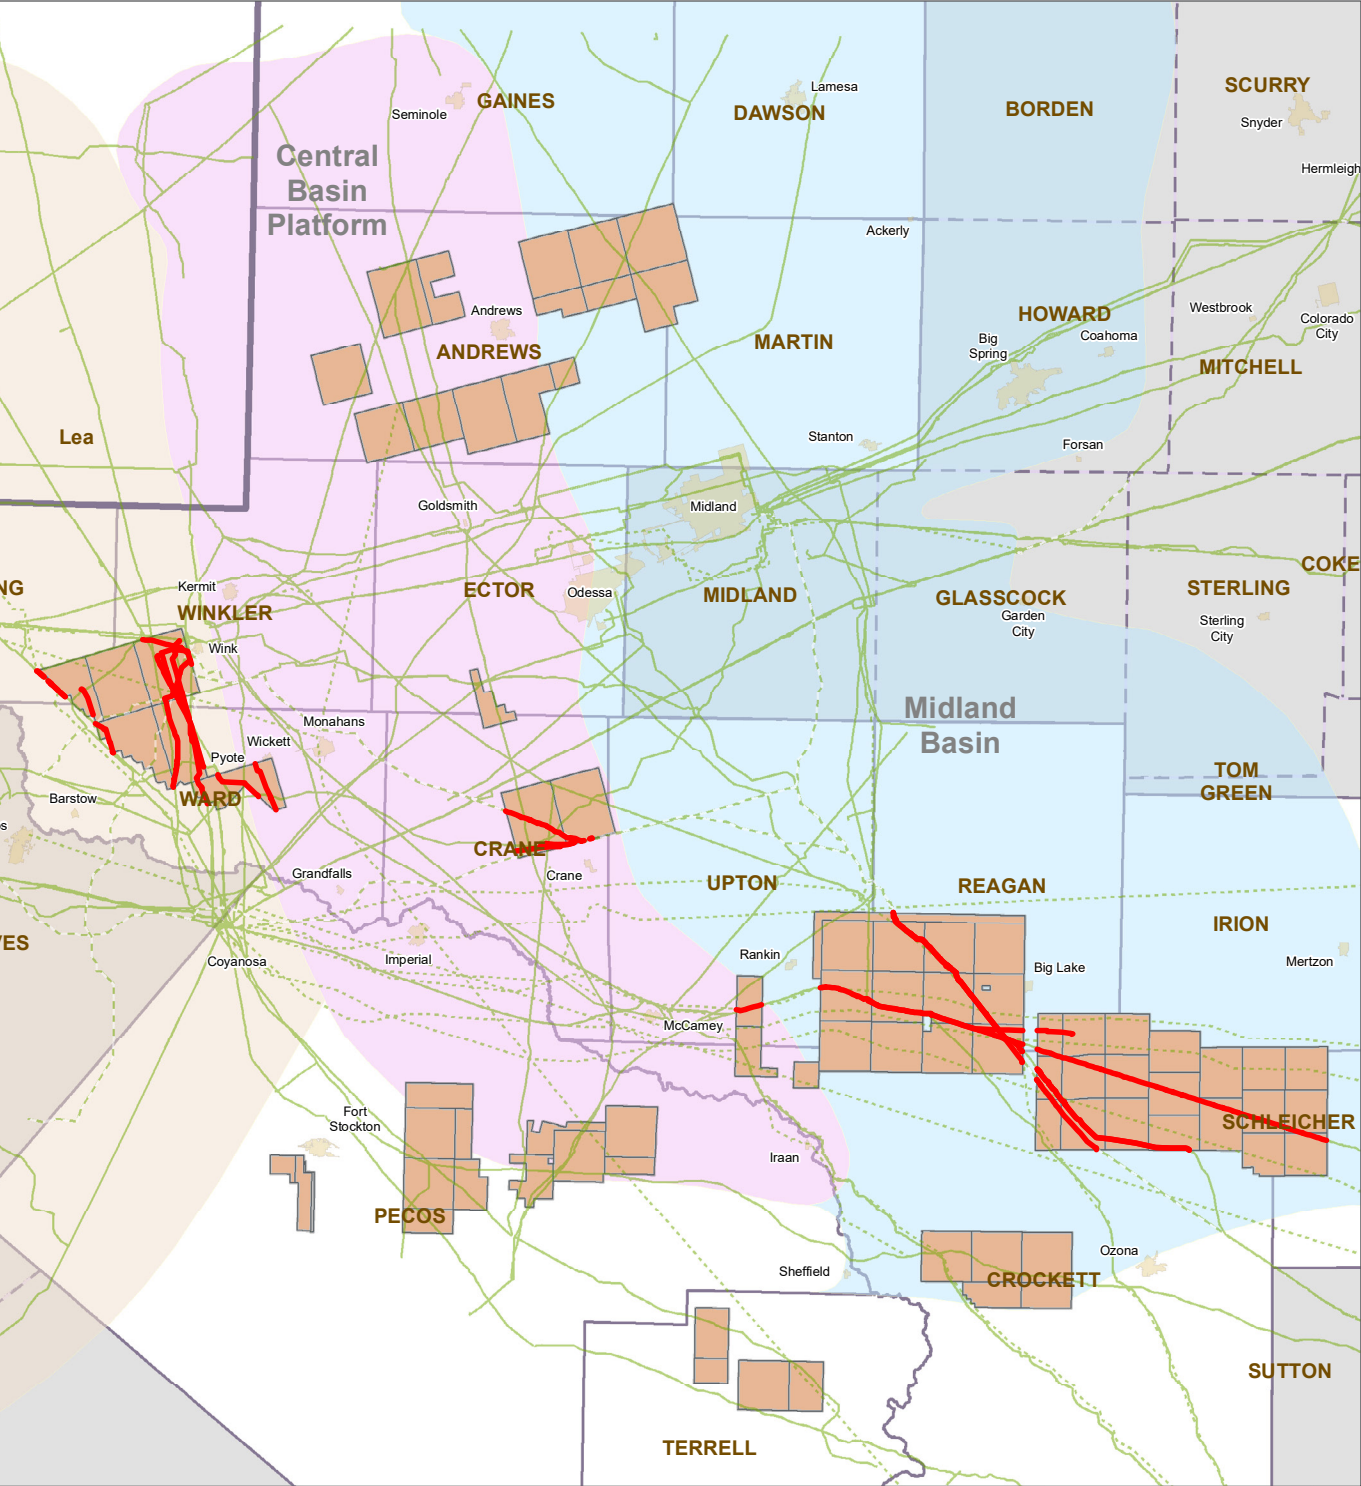 SCURRY
GAINES
Lamesa
DAWSON
BORDEN
Seminole
Snyder
Central
Basin
Platform
Hermleigh
Ackerly
Andrews
HOWARD
Westbrook
Colorado
City
Big
Spring
Coahoma
ANDREWS
MARTIN
MITCHELL
Lea
Stanton
Forsan
Goldsmith
Midland
COKE
NG
Kermit
ECTOR
Odessa
MIDLAND
GLASSCOCK
STERLING
WINKLER
Garden
City
Sterling
City
Wink
Midland
Basin
Monahans
Wickett
Pyote
TOM
GREEN
Barstow
WARD
s
CRANE
Grandfalls
Crane
UPTON
REAGAN
IRION
VES
Coyanosa
Imperial
Rankin
Big Lake
Mertzon
McCamey
Fort
Stockton
SCHLEICHER
Iraan
PECOS
Sheffield
Ozona
CROCKETT
SUTTON
TERRELL